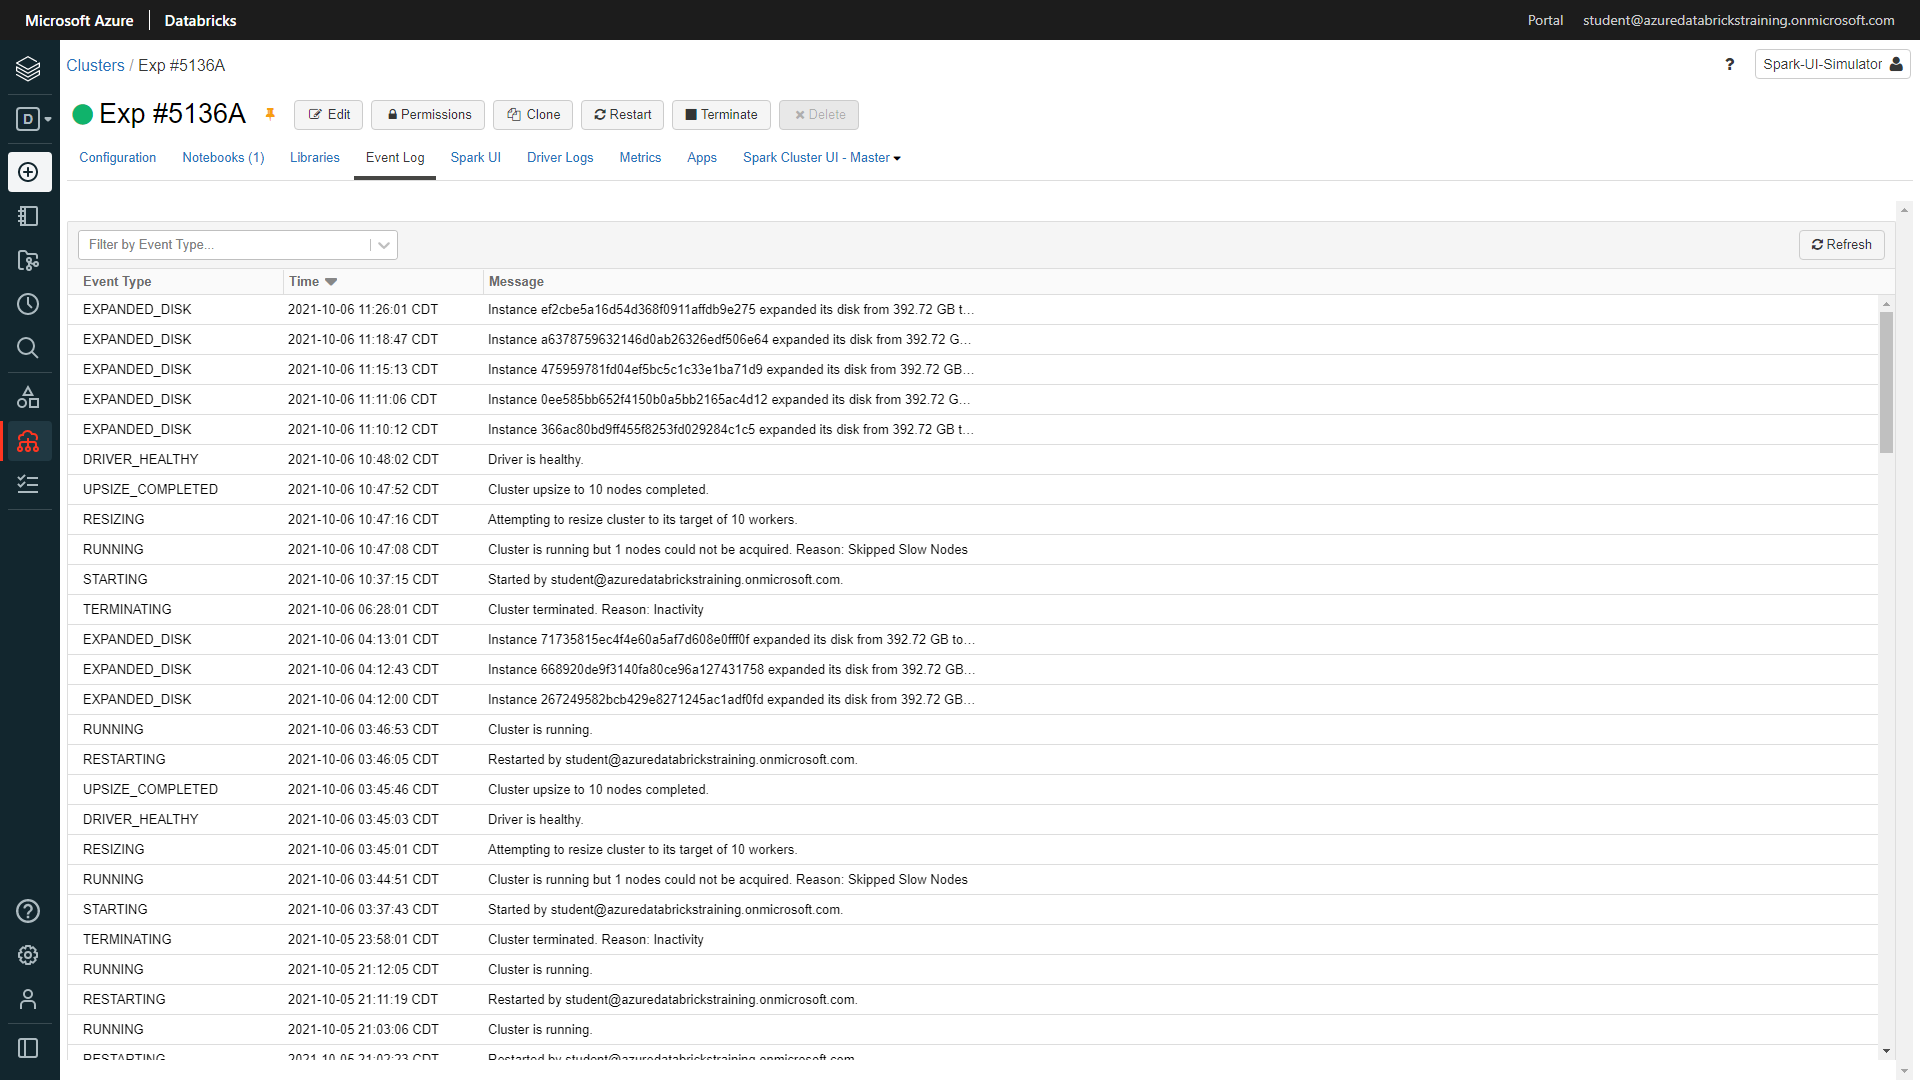 Microsoft Azure Databricks Portal student@azuredatabrickstraining.onmicrosoft.com
Clusters / Exp #5136A ? Spark-UI-Simulator
D Exp #5136A Edit Permissions Clone Restart Terminate Delete
Configuration Notebooks (1) Libraries Event Log Spark UI Driver Logs Metrics Apps Spark Cluster UI - Master
Filter by Event Type... Refresh
Event Type Time Message
EXPANDED_DISK 2021-10-06 11:26:01 CDT Instance ef2cbe5a16d54d368f0911affdb9e275 expanded its disk from 392.72 GB t...
EXPANDED_DISK 2021-10-06 11:18:47 CDT Instance a6378759632146d0ab26326edf506e64 expanded its disk from 392.72 G...
EXPANDED_DISK 2021-10-06 11:15:13 CDT Instance 475959781fd04ef5bc5c1c33e1ba71d9 expanded its disk from 392.72 GB...
EXPANDED_DISK 2021-10-06 11:11:06 CDT Instance 0ee585bb652f4150b0a5bb2165ac4d12 expanded its disk from 392.72 G...
EXPANDED_DISK 2021-10-06 11:10:12 CDT Instance 366ac80bd9ff455f8253fd029284c1c5 expanded its disk from 392.72 GB t...
DRIVER_HEALTHY 2021-10-06 10:48:02 CDT Driver is healthy.
UPSIZE_COMPLETED 2021-10-06 10:47:52 CDT Cluster upsize to 10 nodes completed.
RESIZING 2021-10-06 10:47:16 CDT Attempting to resize cluster to its target of 10 workers.
RUNNING 2021-10-06 10:47:08 CDT Cluster is running but 1 nodes could not be acquired. Reason: Skipped Slow Nodes
STARTING 2021-10-06 10:37:15 CDT Started by student@azuredatabrickstraining.onmicrosoft.com.
TERMINATING 2021-10-06 06:28:01 CDT Cluster terminated. Reason: Inactivity
EXPANDED_DISK 2021-10-06 04:13:01 CDT Instance 71735815ec4f4e60a5af7d608e0fff0f expanded its disk from 392.72 GB to...
EXPANDED_DISK 2021-10-06 04:12:43 CDT Instance 668920de9f3140fa80ce96a127431758 expanded its disk from 392.72 GB...
EXPANDED_DISK 2021-10-06 04:12:00 CDT Instance 267249582bcb429e8271245ac1adf0fd expanded its disk from 392.72 GB...
RUNNING 2021-10-06 03:46:53 CDT Cluster is running.
RESTARTING 2021-10-06 03:46:05 CDT Restarted by student@azuredatabrickstraining.onmicrosoft.com.
UPSIZE_COMPLETED 2021-10-06 03:45:46 CDT Cluster upsize to 10 nodes completed.
DRIVER_HEALTHY 2021-10-06 03:45:03 CDT Driver is healthy.
RESIZING 2021-10-06 03:45:01 CDT Attempting to resize cluster to its target of 10 workers.
RUNNING 2021-10-06 03:44:51 CDT Cluster is running but 1 nodes could not be acquired. Reason: Skipped Slow Nodes
STARTING 2021-10-06 03:37:43 CDT Started by student@azuredatabrickstraining.onmicrosoft.com.
TERMINATING 2021-10-05 23:58:01 CDT Cluster terminated. Reason: Inactivity
RUNNING 2021-10-05 21:12:05 CDT Cluster is running.
RESTARTING 2021-10-05 21:11:19 CDT Restarted by student@azuredatabrickstraining.onmicrosoft.com.
RUNNING 2021-10-05 21:03:06 CDT Cluster is running.
RESTARTING 2021-10-05 21:02:23 CDT Restarted by student@azuredatabrickstraining.onmicrosoft.com.